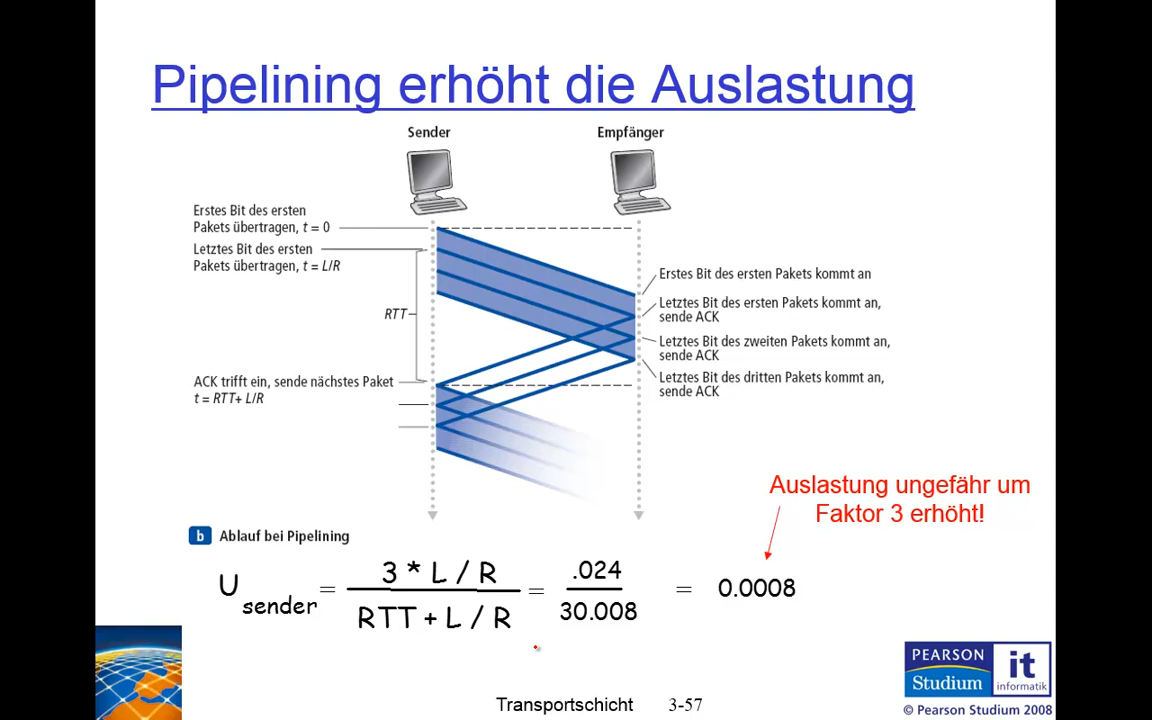 Pipelining erhöht die Auslastung
Sender
Empfänger
Erstes Bit des ersten
Pakets übertragen, t = 0
Letztes Bit des ersten
Pakets übertragen, t = L/R
RTT
ACK trifft ein, sende nächstes Paket
t = RTT+ L/R
Erstes Bit des ersten Pakets kommt an
Letztes Bit des ersten Pakets kommt an,
sende ACK
Letztes Bit des zweiten Pakets kommt an,
sende ACK
Letztes Bit des dritten Pakets kommt an,
sende ACK
Auslastung ungefähr um
Faktor 3 erhöht!
b Ablauf bei Pipelining
U sender = 3 * L / R / RTT + L / R = .024 / 30.008 = 0.0008
PEARSON
Studium
it
informatik
Transportschicht 3-57
© Pearson Studium 2008